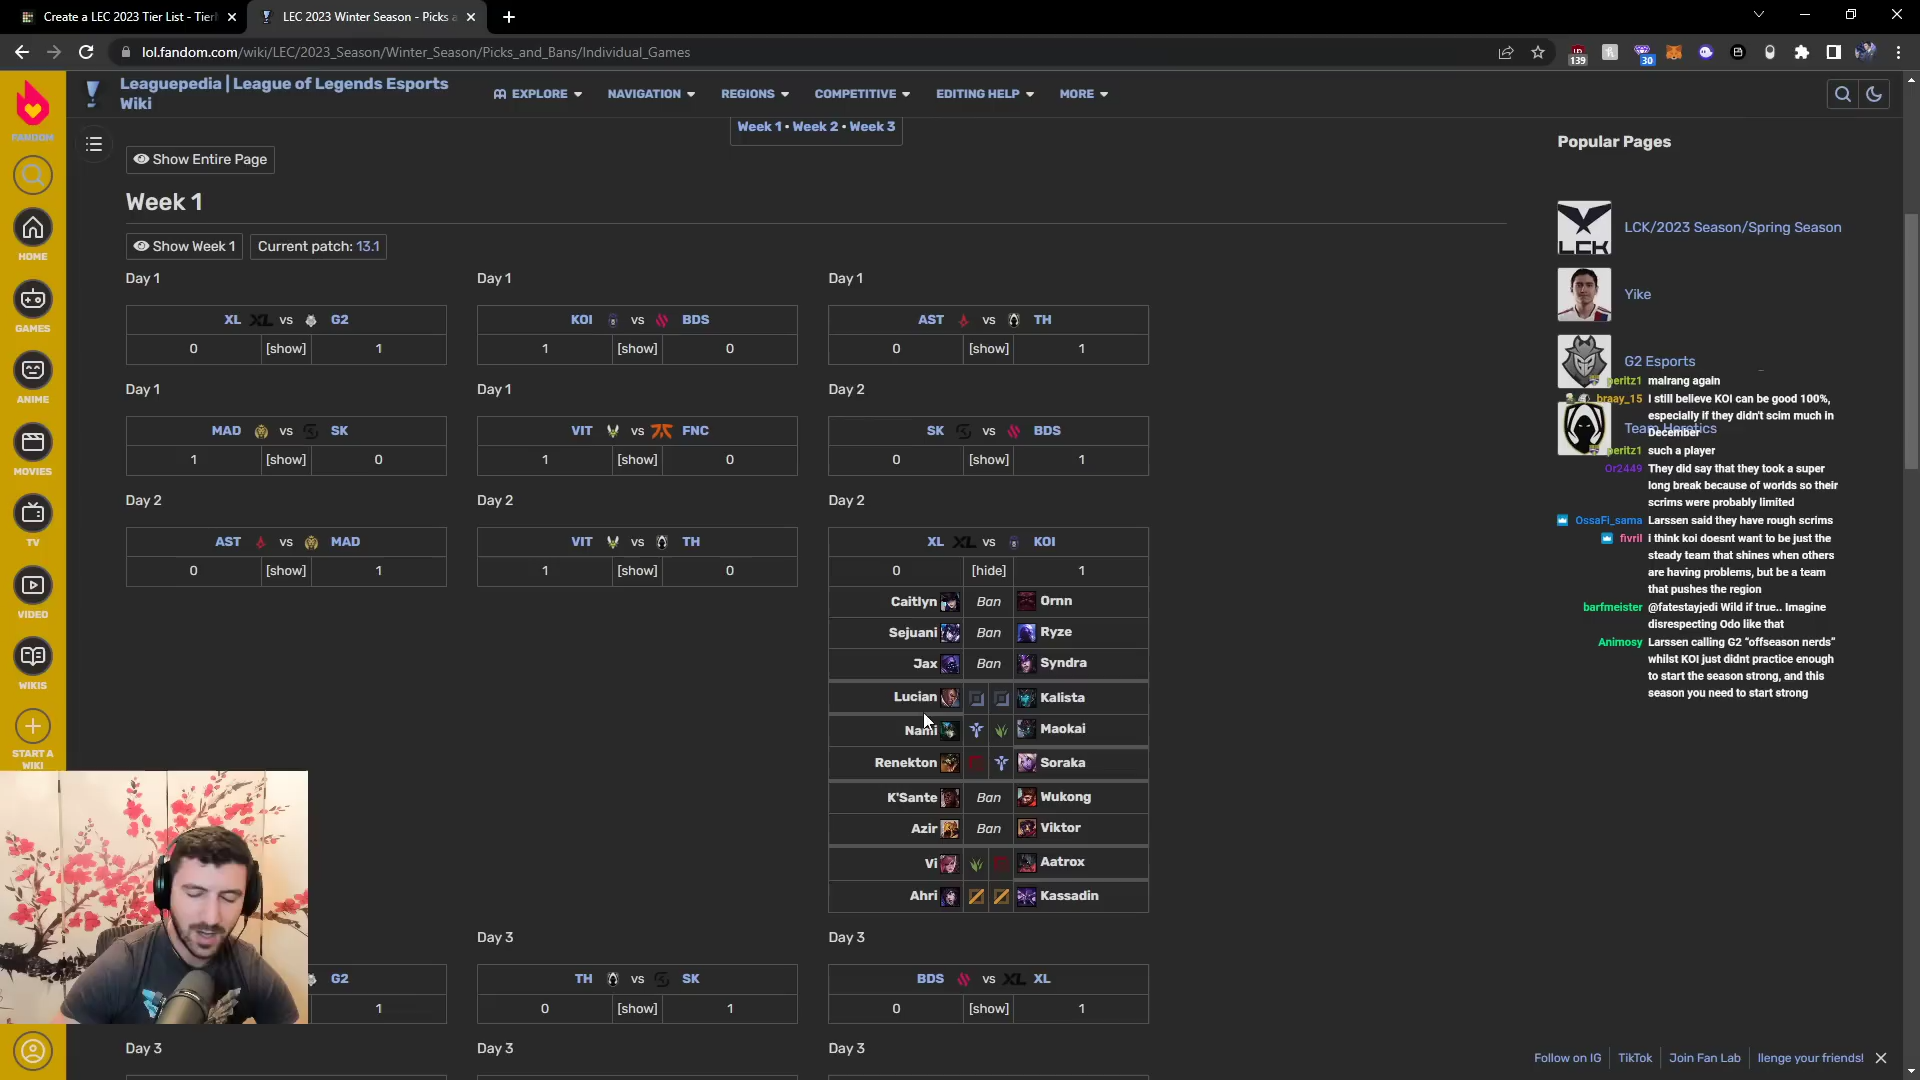 Create a LEC 2023 Tier List - Tier
LEC 2023 Winter Season - Picks a
lol.fandom.com/wiki/LEC/2023_Season/Winter_Season/Picks_and_Bans/Individual_Games
139
30
FANDOM
Leaguepedia | League of Legends Esports
Wiki
EXPLORE
NAVIGATION
REGIONS
COMPETITIVE
EDITING HELP
MORE
Week 1 • Week 2 • Week 3
Show Entire Page
Week 1
Show Week 1
Current patch: 13.1
Day 1
Day 1
Day 1
XL XL vs G2
KOI vs BDS
AST vs TH
0 [show] 1
1 [show] 0
0 [show] 1
Day 1
Day 1
Day 2
MAD vs SK
VIT vs FNC
SK vs BDS
1 [show] 0
1 [show] 0
0 [show] 1
Day 2
Day 2
Day 2
AST vs MAD
VIT vs TH
XL XL vs KOI
0 [show] 1
1 [show] 0
0 [hide] 1
Caitlyn Ban Ornn
Sejuani Ban Ryze
Jax Ban Syndra
Lucian Kalista
Nami Maokai
Renekton Soraka
K'Sante Ban Wukong
Azir Ban Viktor
Vi Aatrox
Ahri Kassadin
Day 3
Day 3
G2
TH vs SK
BDS vs XL XL
1
0 [show] 1
0 [show] 1
Day 3
Day 3
Day 3
HOME
GAMES
ANIME
MOVIES
TV
VIDEO
WIKIS
START A
WIKI
Popular Pages
LCK
LCK/2023 Season/Spring Season
Yike
G2 Esports
Team Heretics
peritz1 malrang again
braay_15 I still believe KOI can be good 100%,
especially if they didn't scim much in
December
peritz1 such a player
Or2449 They did say that they took a super
long break because of worlds so their
scrims were probably limited
OssaFi_sama Larssen said they have rough scrims
fivril i think koi doesnt want to be just the
steady team that shines when others
are having problems, but be a team
that pushes the region
barfmeister @fatestayjedi Wild if true.. Imagine
disrespecting Odo like that
Animosy Larssen calling G2 "offseason nerds"
whilst KOI just didnt practice enough
to start the season strong, and this
season you need to start strong
Follow on IG
TikTok
Join Fan Lab
llenge your friends!